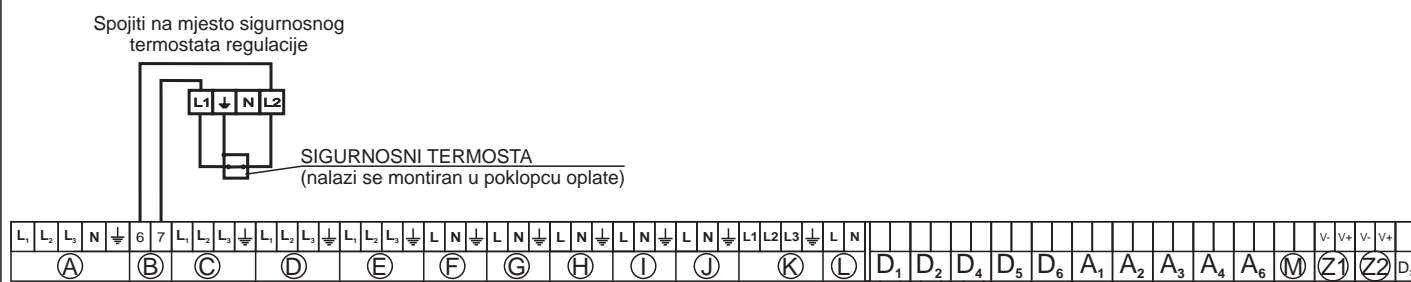 Spojiti na mjesto sigurnosnog
termostata regulacije
L1 ⏚ N L2
SIGURNOSNI TERMOSTA
(nalazi se montiran u poklopcu oplate)
L₁ L₂ L₃ N ⏚ 6 7 L₁ L₂ L₃ ⏚ L₁ L₂ L₃ ⏚ L₁ L₂ L₃ ⏚ L N ⏚ L N ⏚ L N ⏚ L N ⏚ L N ⏚ L1 L2 L3 ⏚ L N V- V+ V- V+
A B C D E F G H I J K L D₁ D₂ D₄ D₅ D₆ A₁ A₂ A₃ A₄ A₆ M Z1 Z2 D